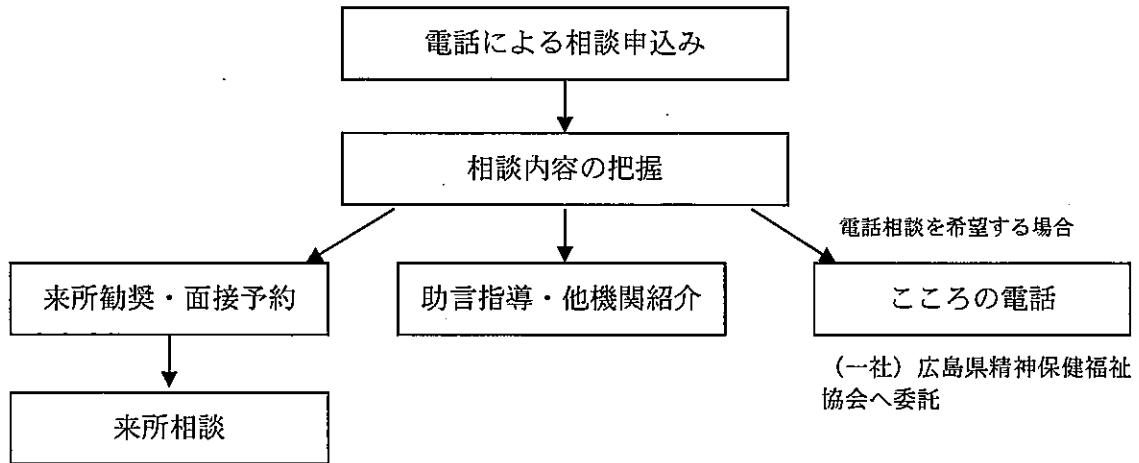 電話による相談申込み
相談内容の把握
電話相談を希望する場合
来所勧奨・面接予約
助言指導・他機関紹介
こころの電話
（一社）広島県精神保健福祉
協会へ委託
来所相談